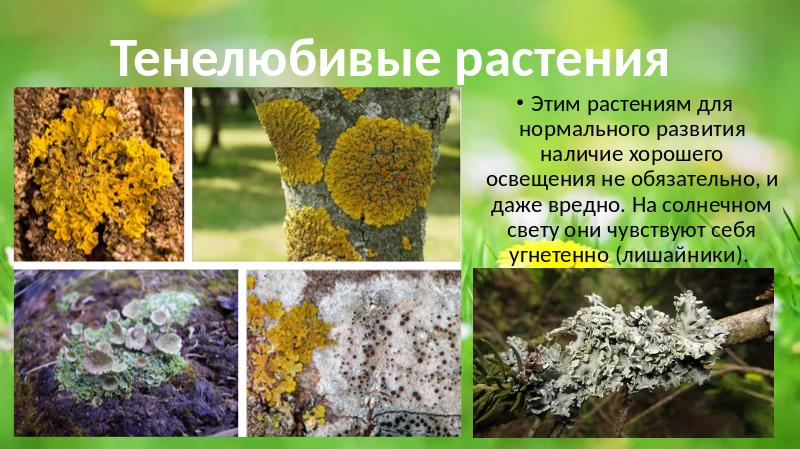 Тенелюбивые растения
• Этим растениям для
нормального развития
наличие хорошего
освещения не обязательно, и
даже вредно. На солнечном
свету они чувствуют себя
угнетенно (лишайники).